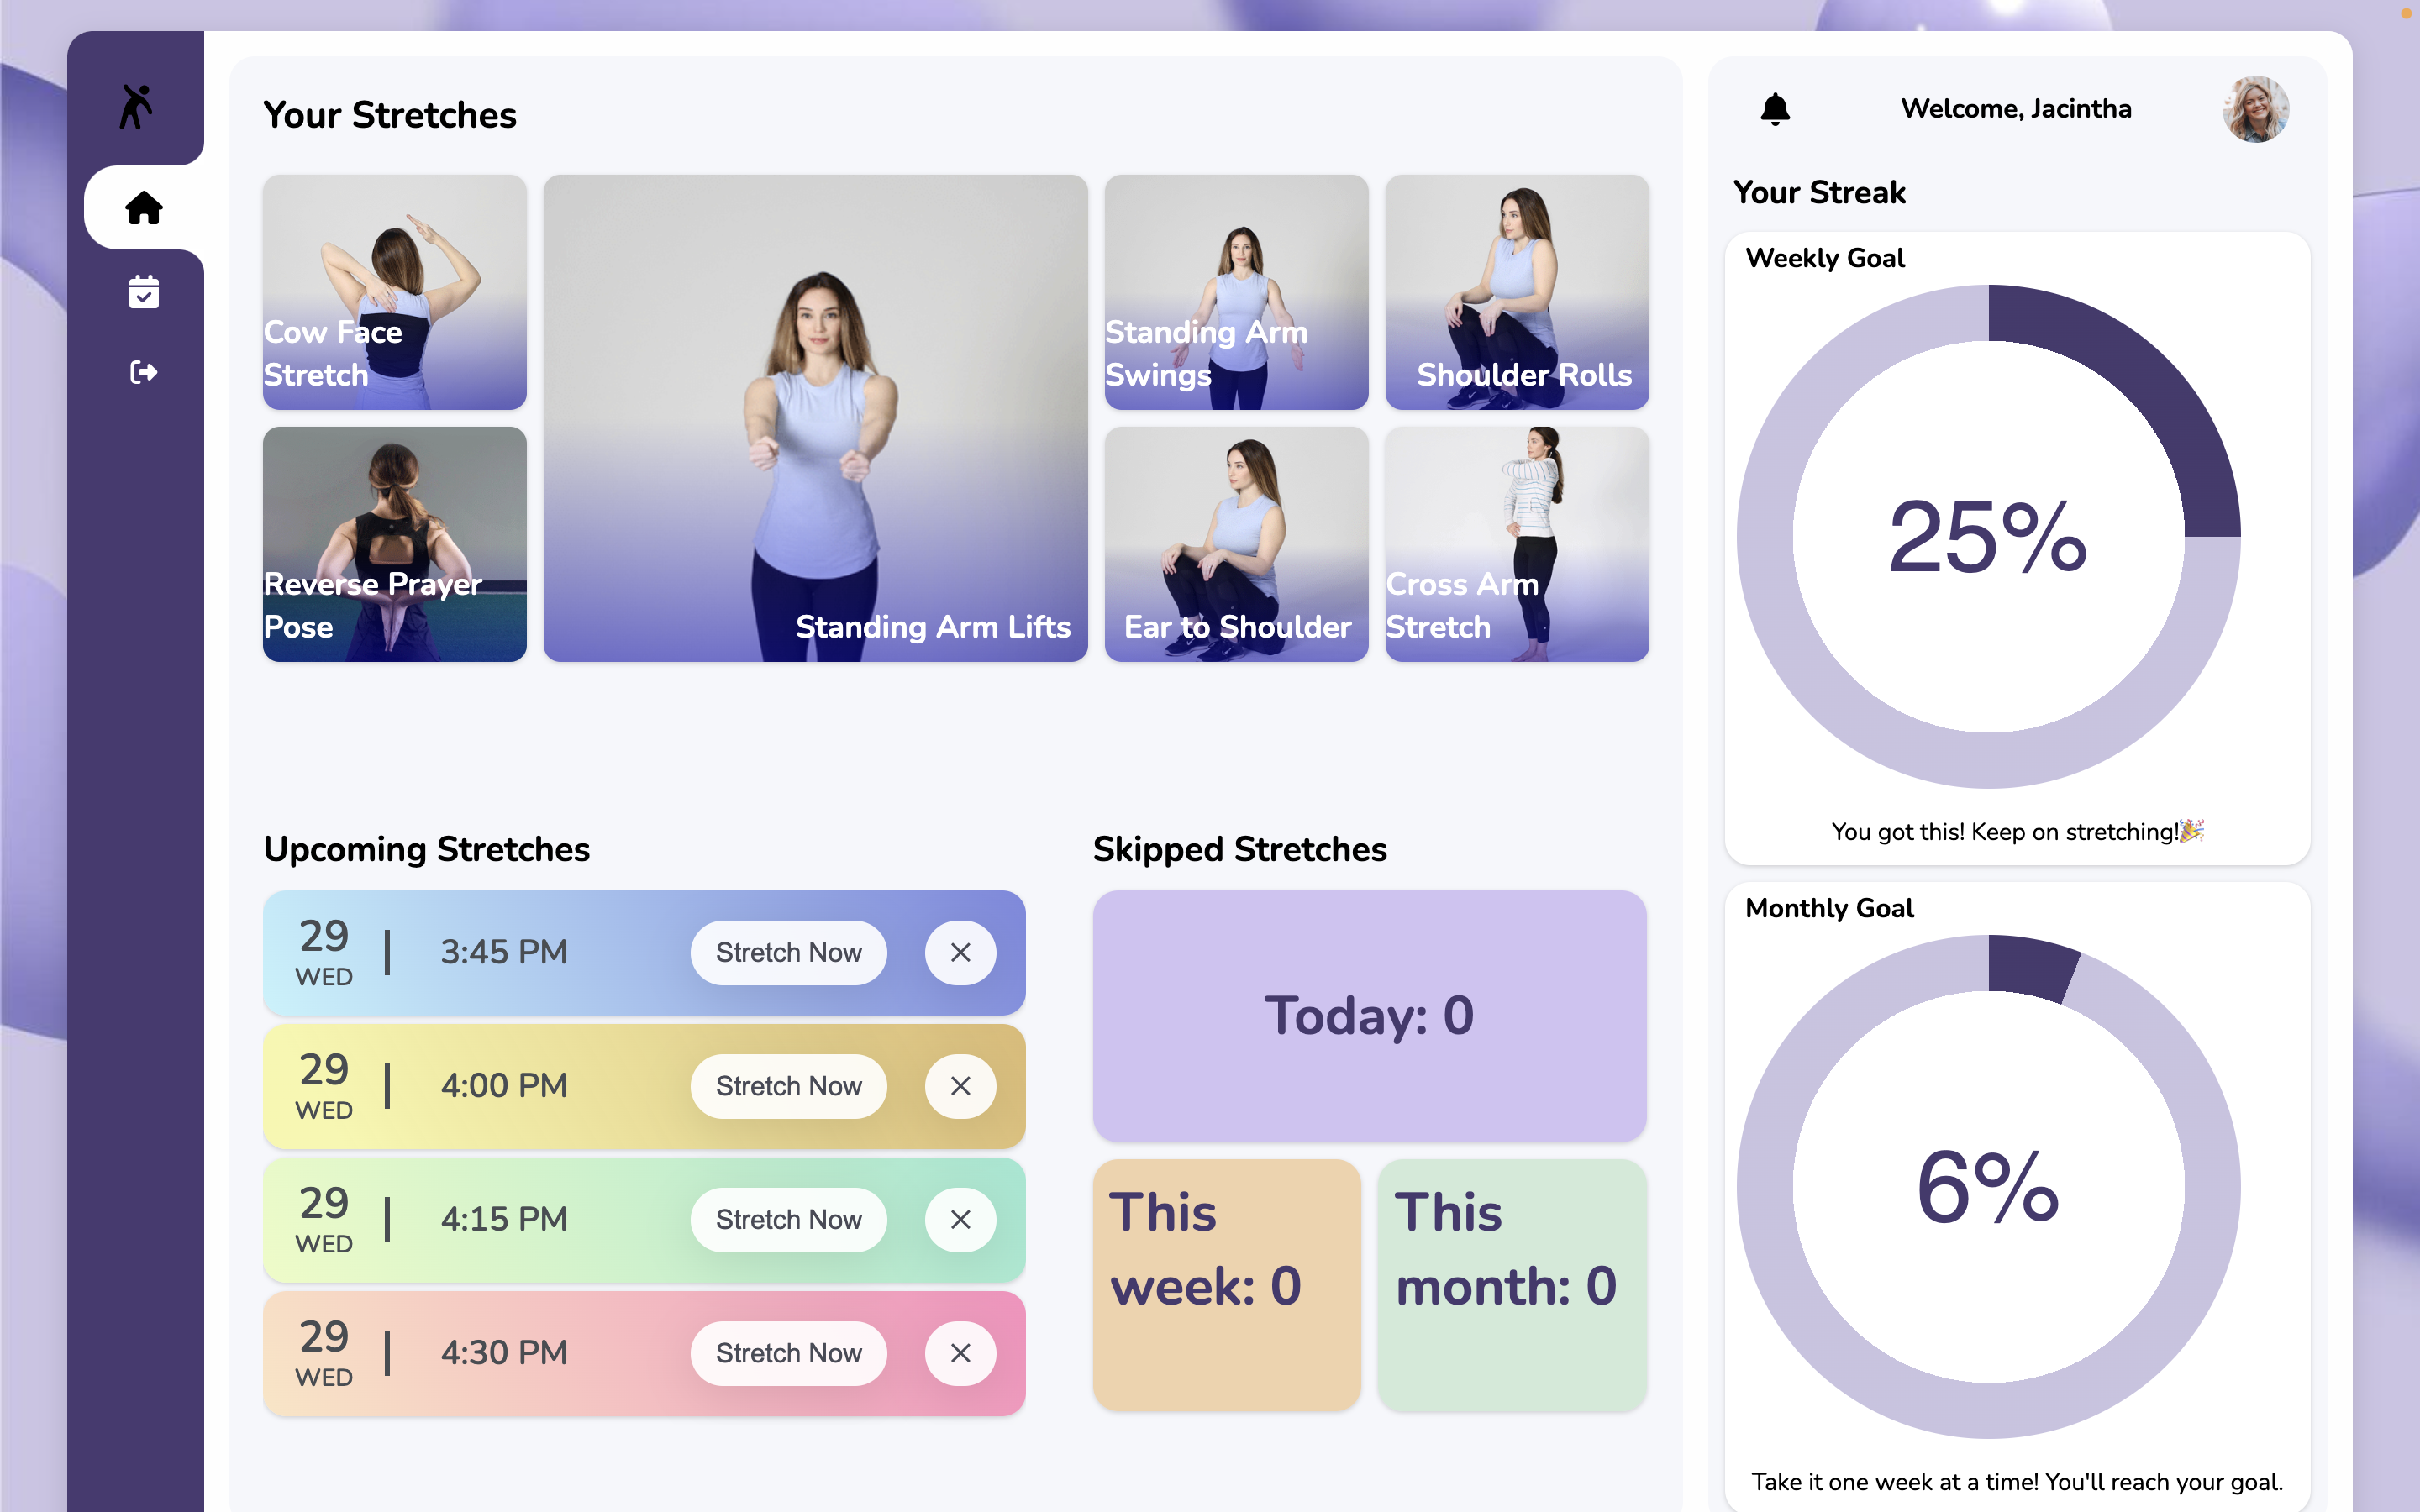 Your Stretches
Cow Face
Stretch
Standing Arm Lifts
Standing Arm
Swings
Shoulder Rolls
Reverse Prayer
Pose
Ear to Shoulder
Cross Arm
Stretch
Upcoming Stretches
29
WED
3:45 PM
Stretch Now
29
WED
4:00 PM
Stretch Now
29
WED
4:15 PM
Stretch Now
29
WED
4:30 PM
Stretch Now
Skipped Stretches
Today: 0
This
week: 0
This
month: 0
Welcome, Jacintha
Your Streak
Weekly Goal
25%
You got this! Keep on stretching!🎉
Monthly Goal
6%
Take it one week at a time! You'll reach your goal.